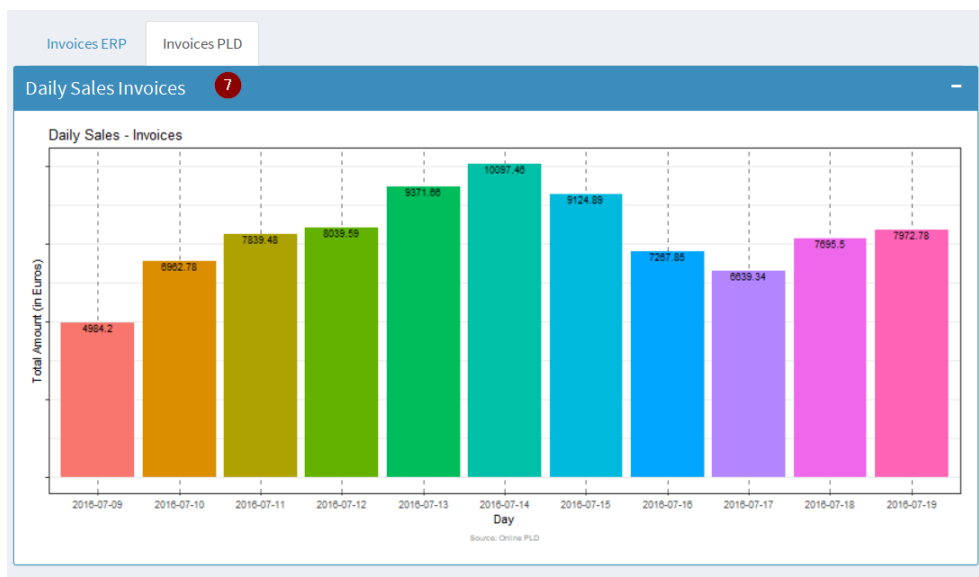 Invoices ERP Invoices PLD
Daily Sales Invoices 7
Daily Sales - Invoices
Total Amount (in Euros)
4984.2 6962.78 7839.48 8039.59 9371.66 10097.46 9124.89 7267.85 6639.34 7695.5 7972.78
2016-07-09 2016-07-10 2016-07-11 2016-07-12 2016-07-13 2016-07-14 2016-07-15 2016-07-16 2016-07-17 2016-07-18 2016-07-19
Day
Source: Online PLD